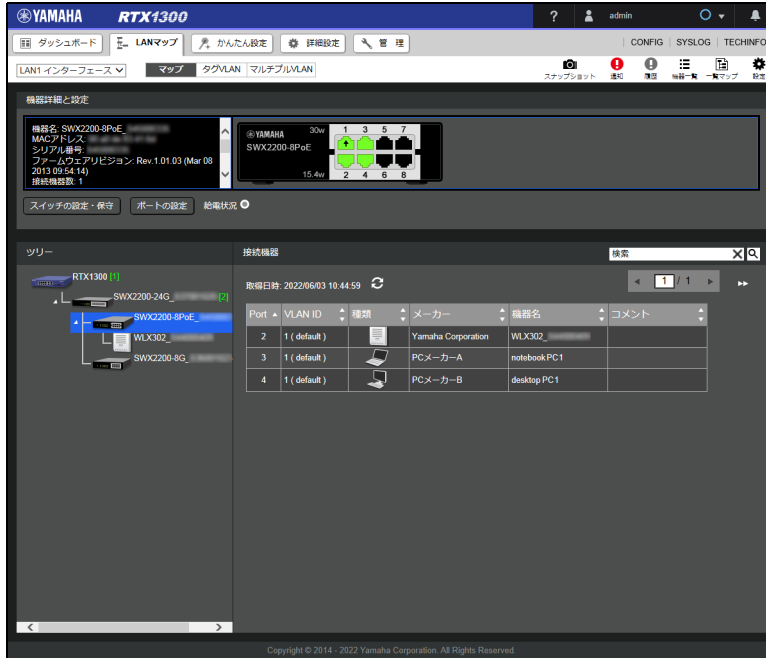 YAMAHA RTX1300 ? admin
ダッシュボード LANマップ かんたん設定 詳細設定 管理 CONFIG SYSLOG TECHINFO
LAN1 インターフェース マップ タグVLAN マルチプルVLAN スナップショット 通知 履歴 機器一覧 一覧マップ 設定
機器詳細と設定
機器名: SWX2200-8PoE_
MACアドレス:
シリアル番号:
ファームウェアリビジョン: Rev.1.01.03 (Mar 08
2013 09:54:14)
接続機器数: 1
YAMAHA 30w 1 3 5 7
SWX2200-8PoE
15.4w 2 4 6 8
スイッチの設定・保守 ポートの設定 給電状況
ツリー
RTX1300 [1]
SWX2200-24G_ [2]
SWX2200-8PoE_
WLX302_
SWX2200-8G_
接続機器 検索
取得日時: 2022/06/03 10:44:59 1 / 1
Port VLAN ID 種類 メーカー 機器名 コメント
2 1 ( default ) Yamaha Corporation WLX302_
3 1 ( default ) PCメーカーA notebook PC1
4 1 ( default ) PCメーカーB desktop PC1
Copyright © 2014 - 2022 Yamaha Corporation. All Rights Reserved.